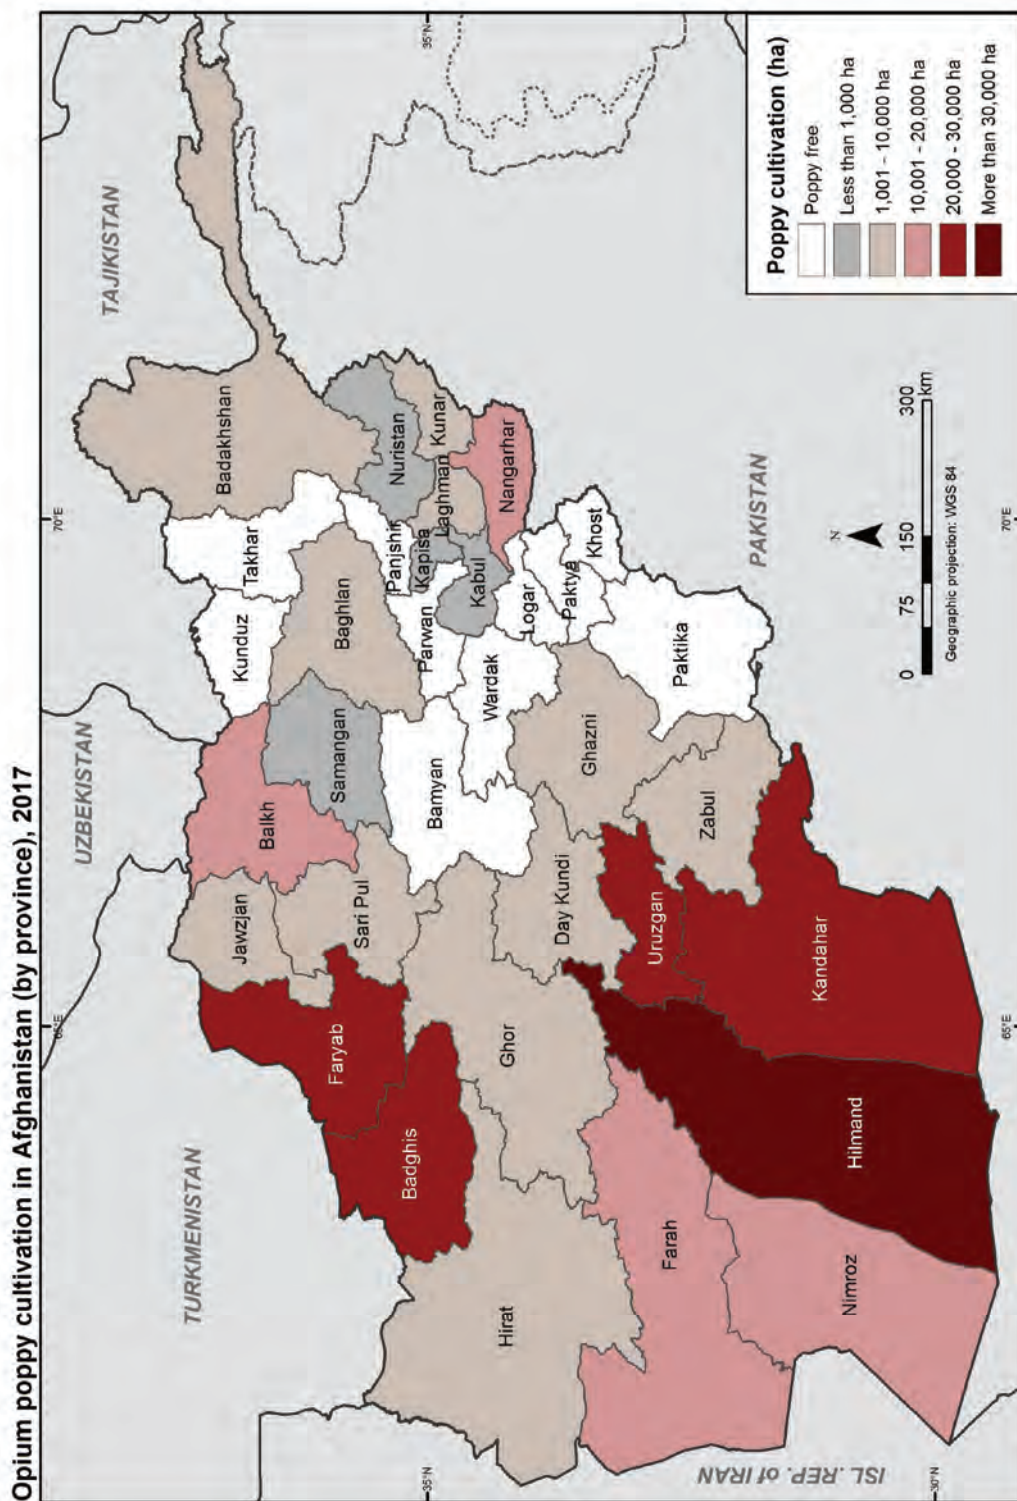 Opium poppy cultivation in Afghanistan (by province), 2017
65°E
70°E
UZBEKISTAN
TAJIKISTAN
TURKMENISTAN
35°N
35°N
Jawzjan
Balkh
Kunduz
Takhar
Badakhshan
Faryab
Sari Pul
Samangan
Baghlan
Badghis
Bamyan
Parwan
Panjshir
Kapisa
Nuristan
Laghman
Kunar
Hirat
Ghor
Day Kundi
Wardak
Kabul
Nangarhar
Logar
Ghazni
Paktya
Khost
Uruzgan
Farah
Zabul
Paktika
Nimroz
Hilmand
Kandahar
ISL. REP. of IRAN
PAKISTAN
30°N
65°E
70°E
N
0 75 150 300
km
Geographic projection: WGS 84
Poppy cultivation (ha)
Poppy free
Less than 1,000 ha
1,001 - 10,000 ha
10,001 - 20,000 ha
20,000 - 30,000 ha
More than 30,000 ha